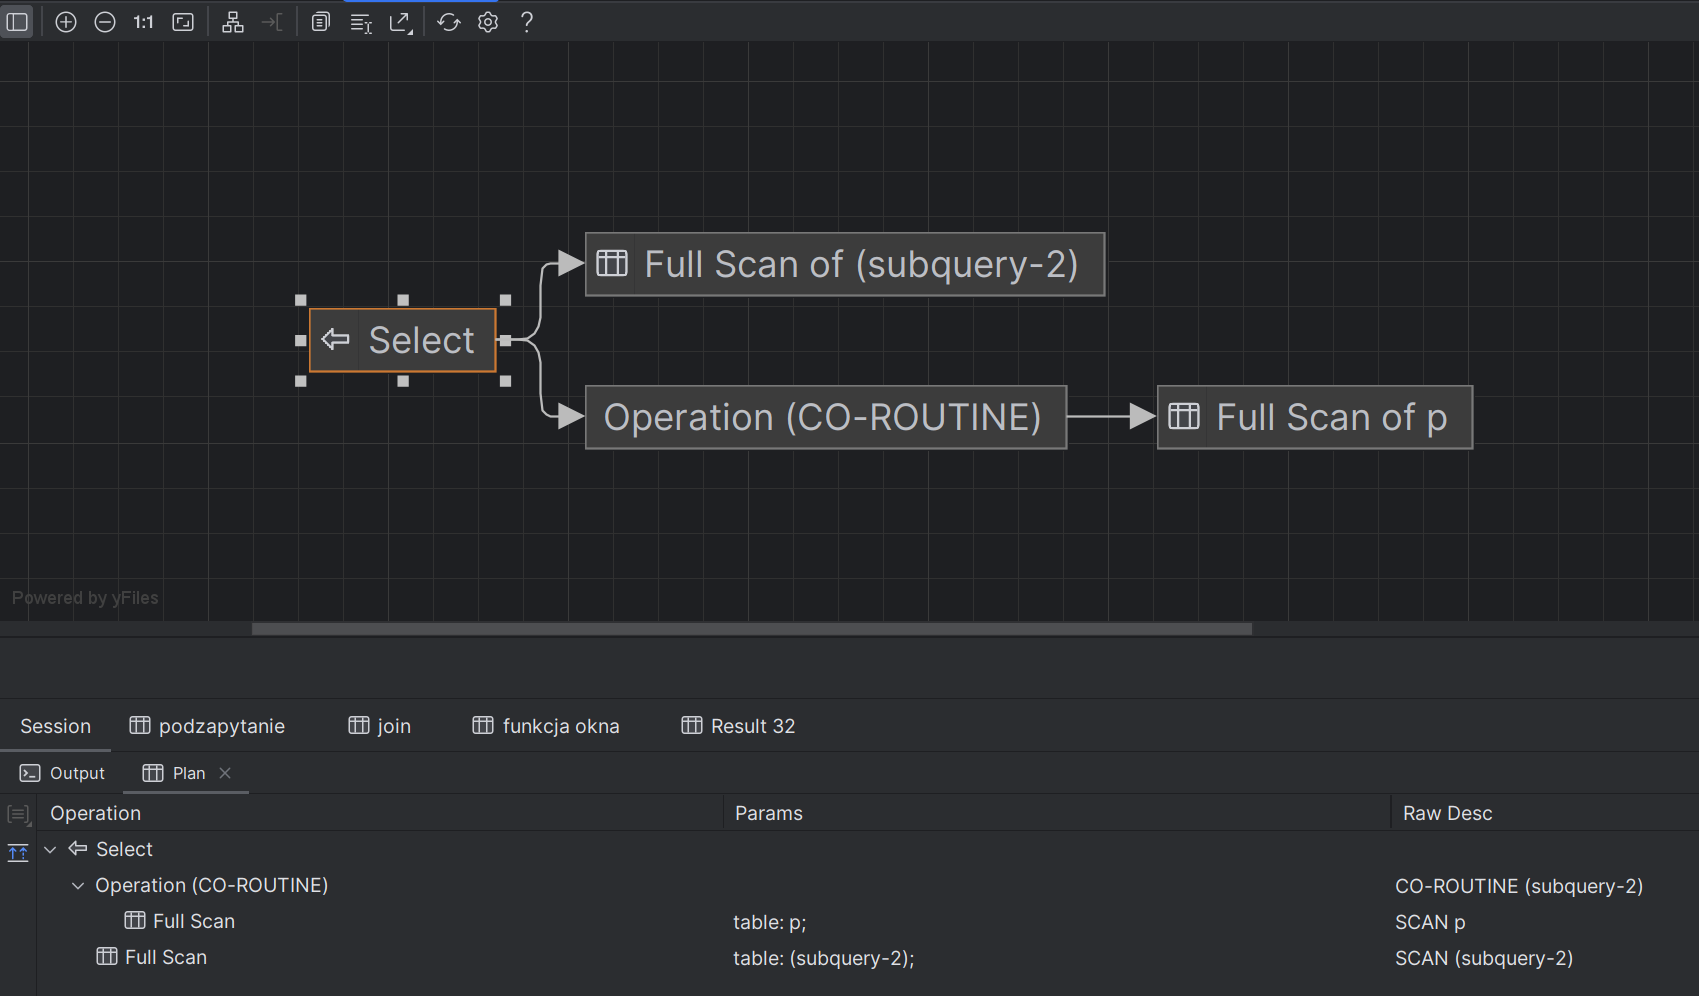 1:1
Full Scan of (subquery-2)
Select
Operation (CO-ROUTINE)
Full Scan of p
Powered by yFiles
Session podzapytanie join funkcja okna Result 32
Output Plan
Operation Params Raw Desc
Select
Operation (CO-ROUTINE) CO-ROUTINE (subquery-2)
Full Scan table: p; SCAN p
Full Scan table: (subquery-2); SCAN (subquery-2)